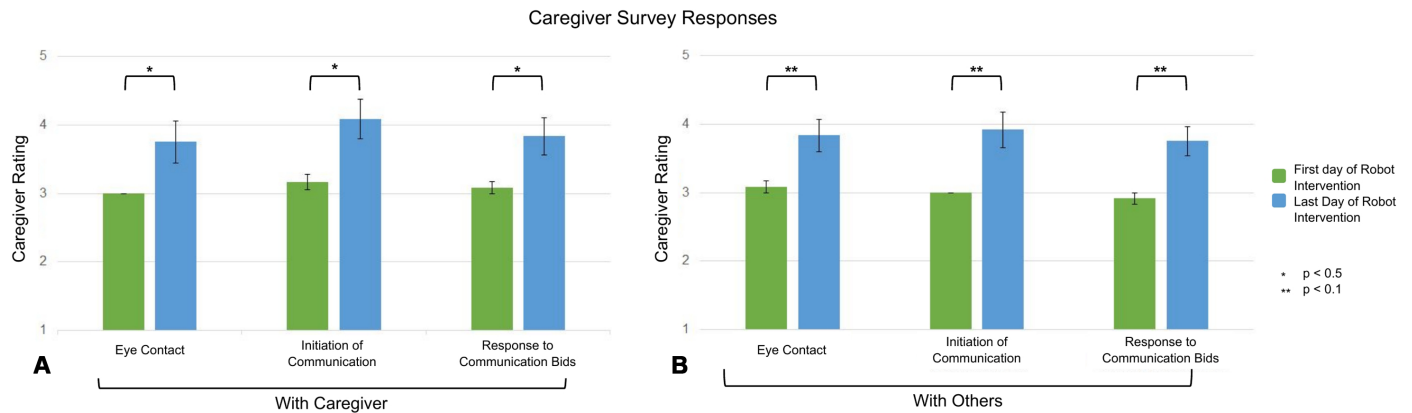 Caregiver Survey Responses
5
4
3
2
1
Caregiver Rating
*
*
*
Eye Contact
Initiation of
Communication
Response to
Communication Bids
A
With Caregiver
5
4
3
2
1
Caregiver Rating
**
**
**
Eye Contact
Initiation of
Communication
Response to
Communication Bids
B
With Others
First day of Robot
Intervention
Last Day of Robot
Intervention
* p < 0.5
** p < 0.1